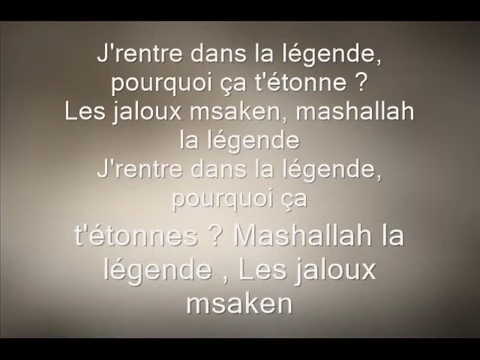 J'rentre dans la légende,
pourquoi ça t'étonne ?
Les jaloux msaken, mashallah
la légende
J'rentre dans la légende,
pourquoi ça
t'étonnes ? Mashallah la
légende , Les jaloux
msaken